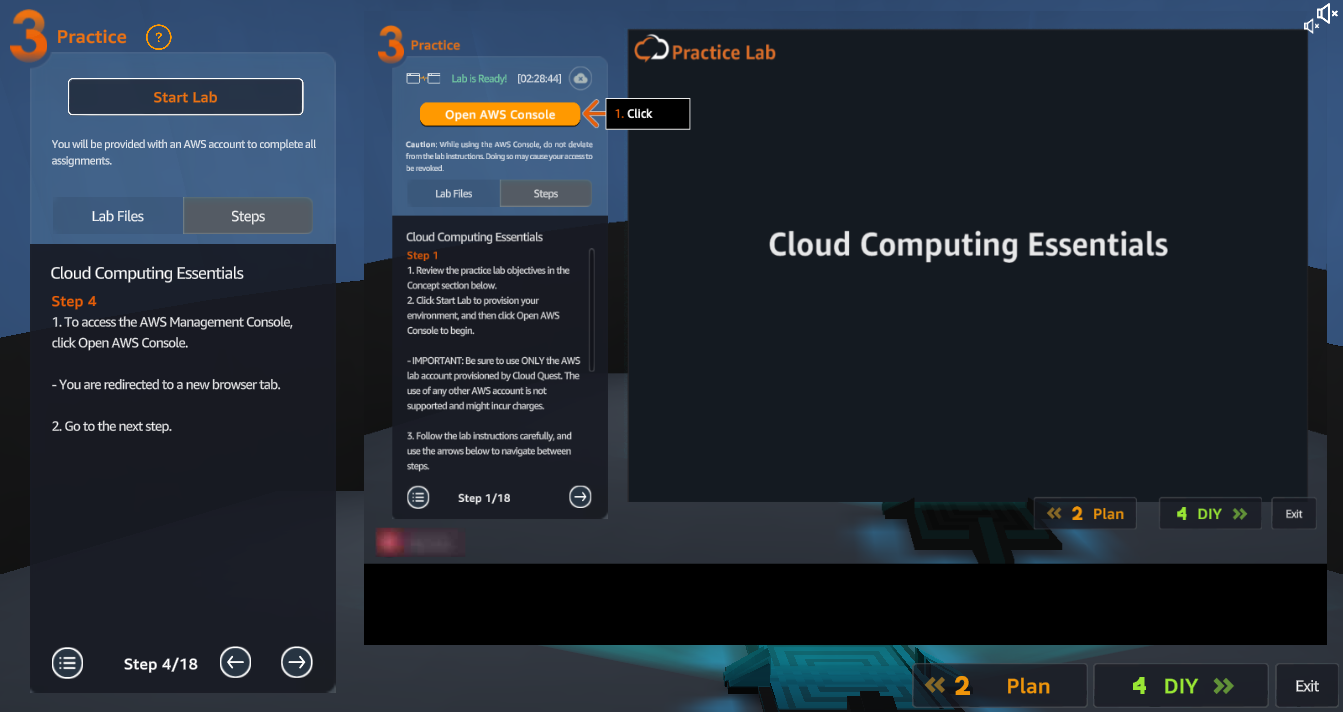 3 Practice ?
Start Lab
You will be provided with an AWS account to complete all
assignments.
Lab Files Steps
Cloud Computing Essentials
Step 4
1. To access the AWS Management Console,
click Open AWS Console.
- You are redirected to a new browser tab.
2. Go to the next step.
Step 4/18
3 Practice
Lab is Ready! [02:28:44]
Open AWS Console
1. Click
Caution: While using the AWS Console, do not deviate
from the lab instructions. Doing so may cause your access to
be revoked.
Lab Files Steps
Cloud Computing Essentials
Step 1
1. Review the practice lab objectives in the
Concept section below.
2. Click Start Lab to provision your
environment, and then click Open AWS
Console to begin.
- IMPORTANT: Be sure to use ONLY the AWS
lab account provisioned by Cloud Quest. The
use of any other AWS account is not
supported and might incur charges.
3. Follow the lab instructions carefully, and
use the arrows below to navigate between
steps.
Step 1/18
Practice Lab
Cloud Computing Essentials
2 Plan
4 DIY
Exit
2 Plan
4 DIY
Exit